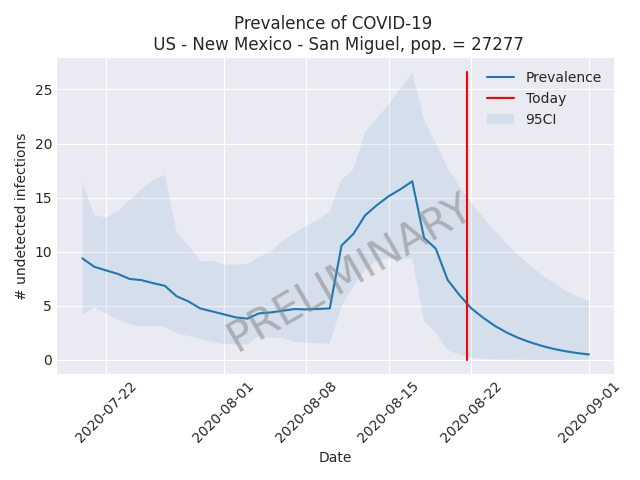 Prevalence of COVID-19
US - New Mexico - San Miguel, pop. = 27277
Prevalence
Today
95CI
25
20
15
10
5
0
# undetected infections
PRELIMINARY
2020-07-22
2020-08-01
2020-08-08
2020-08-15
2020-08-22
2020-09-01
Date